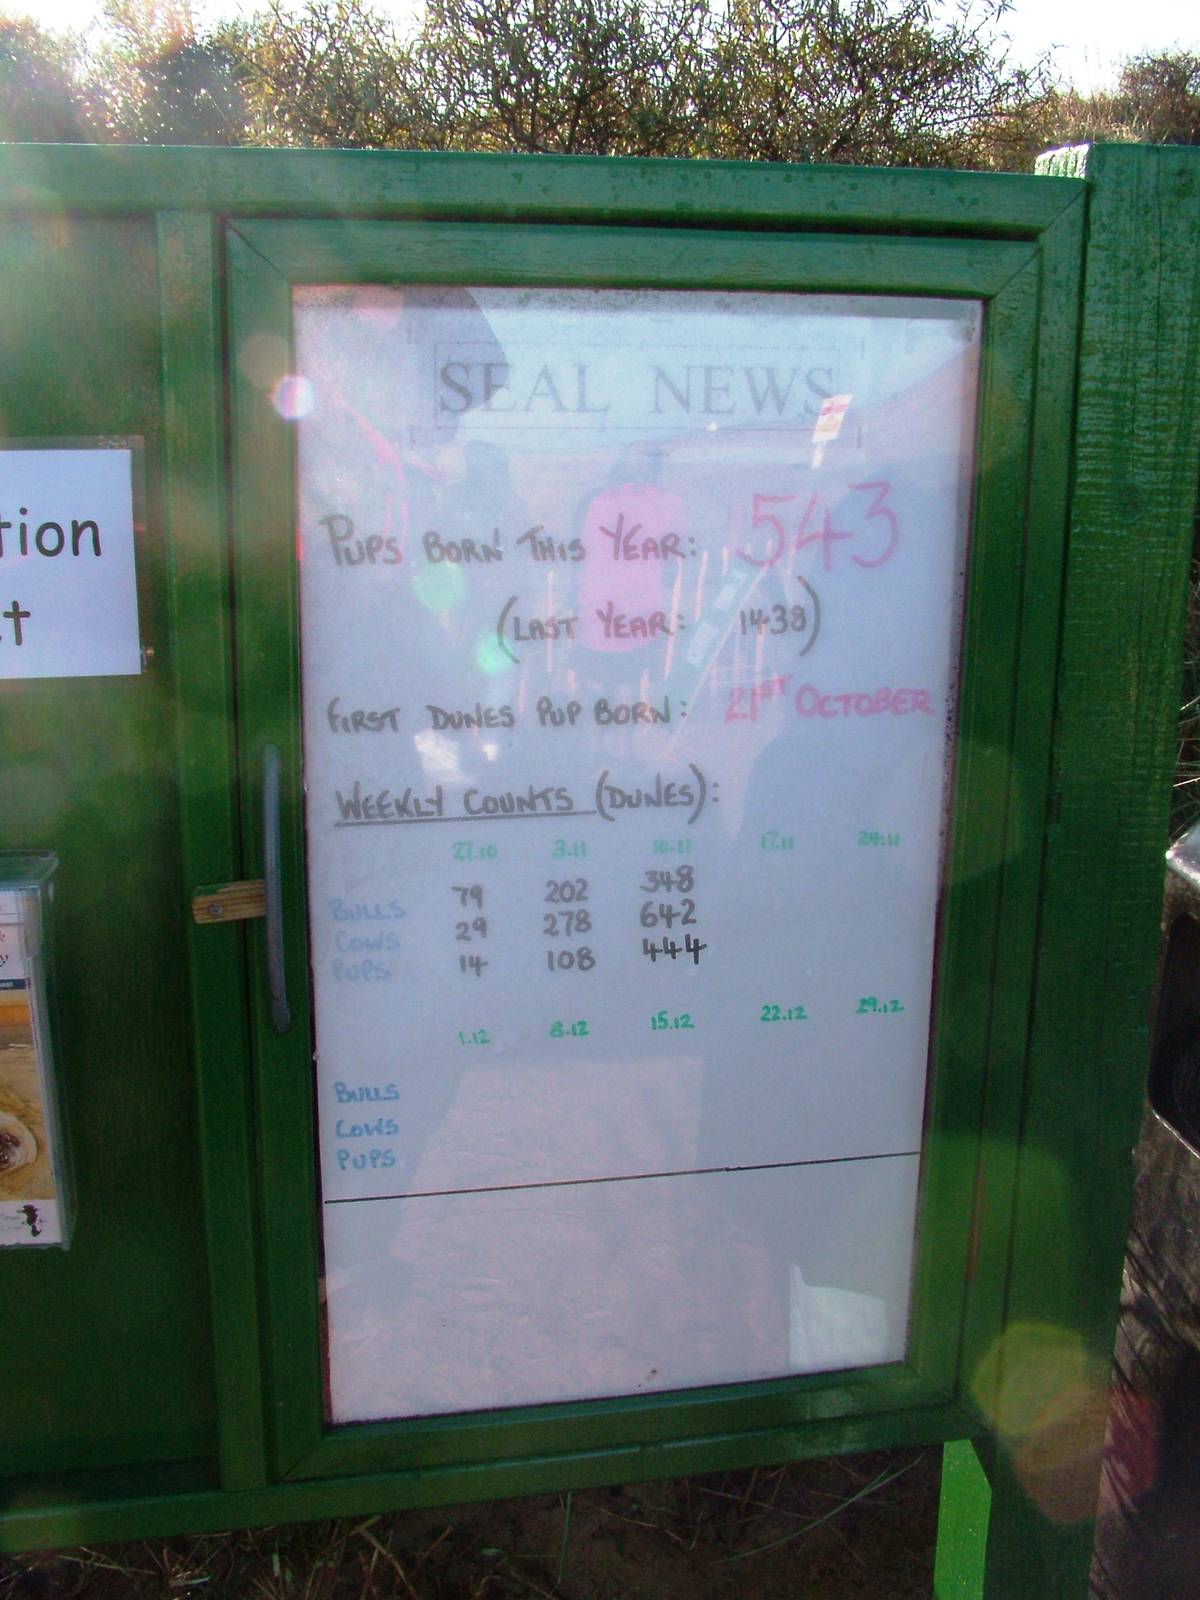 tion
t
SEAL NEWS
PUPS BORN THIS YEAR: 543
(LAST YEAR: 1438)
FIRST DUNES PUP BORN: 21ST OCTOBER
WEEKLY COUNTS (DUNES):
27.10 3.11 10.11 17.11 24.11
BULLS 79 202 348
COWS 29 278 642
PUPS 14 108 444
1.12 8.12 15.12 22.12 29.12
BULLS
COWS
PUPS